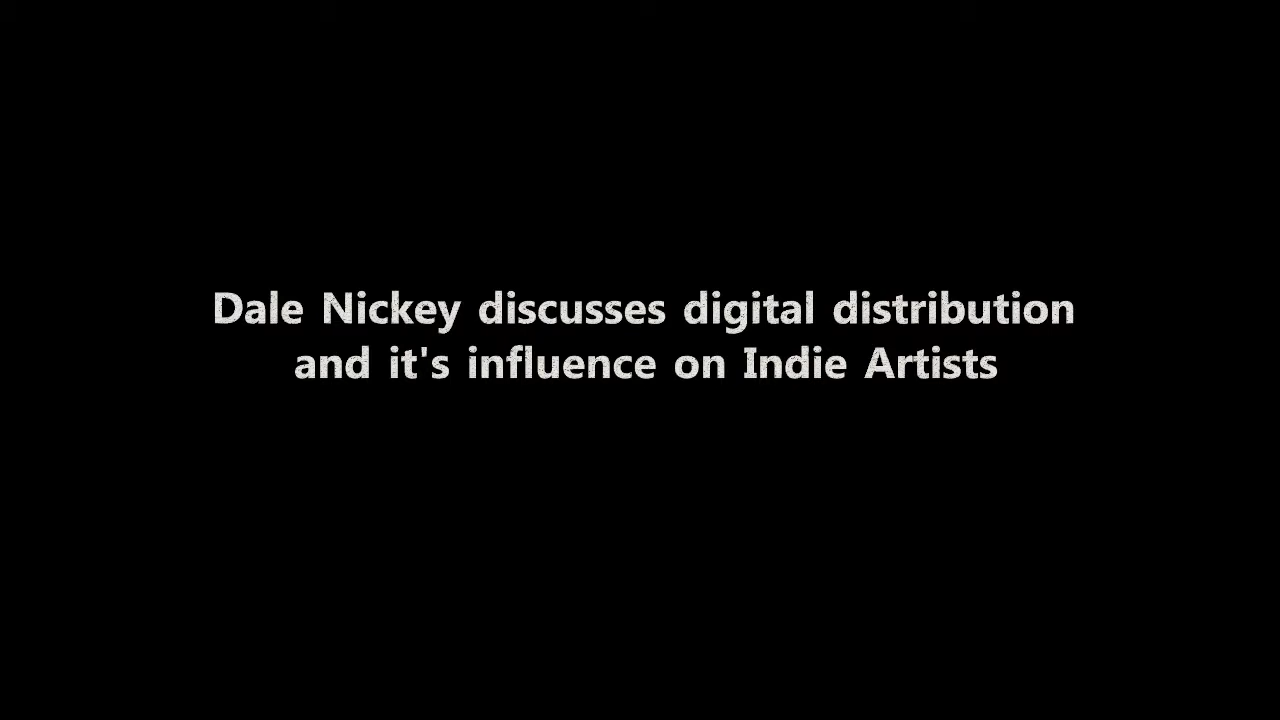 Dale Nickey discusses digital distribution
and it's influence on Indie Artists